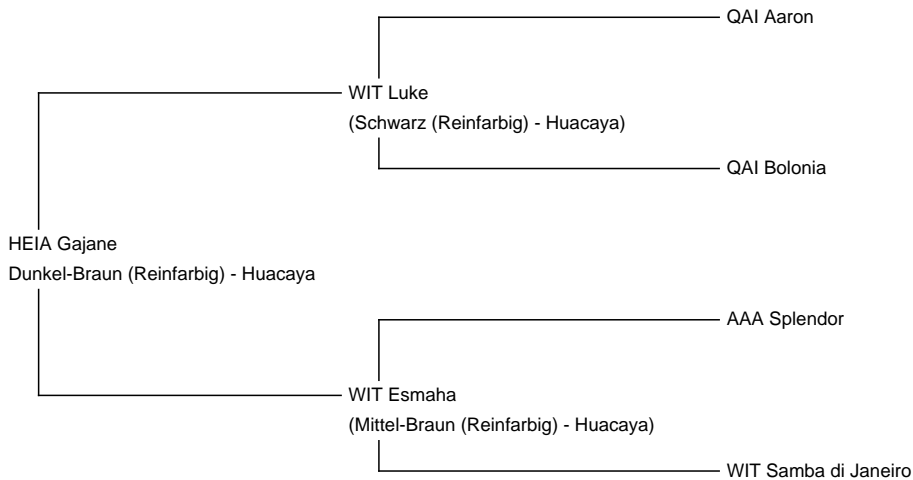 QAI Aaron
WIT Luke
(Schwarz (Reinfarbig) - Huacaya)
QAI Bolonia
HEIA Gajane
Dunkel-Braun (Reinfarbig) - Huacaya
AAA Splendor
WIT Esmaha
(Mittel-Braun (Reinfarbig) - Huacaya)
WIT Samba di Janeiro